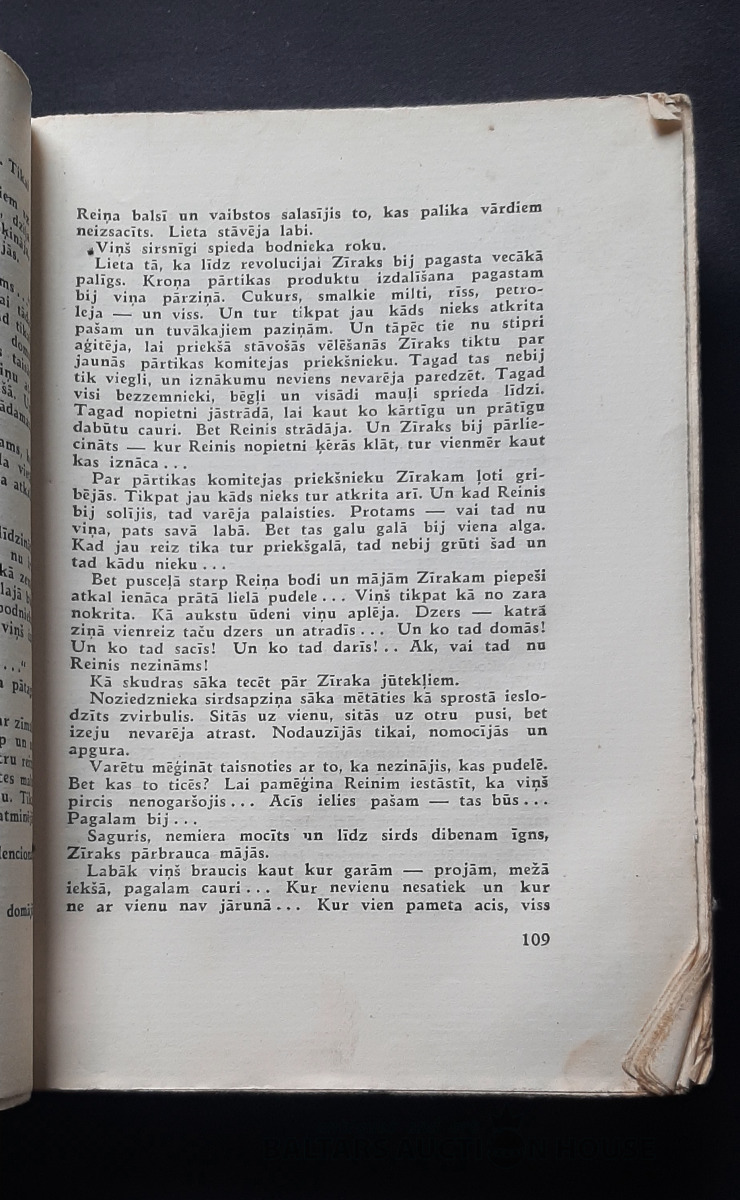 Reiņa balsī un vaibstos salasījis to, kas palika vārdiem
neizsacīts. Lieta stāvēja labi.
Viņš sirsnīgi spieda bodnieka roku.
Lieta tā, ka līdz revolucijai Zīraks bij pagasta vecākā
palīgs. Kroņa pārtikas produktu izdalīšana pagastam
bij viņa pārziņā. Cukurs, smalkie milti, rīss, petro-
leja — un viss. Un tur tikpat jau kāds nieks atkrita
pašam un tuvākajiem paziņām. Un tāpēc tie nu stipri
aģitēja, lai priekšā stāvošās vēlēšanās Zīraks tiktu par
jaunās pārtikas komitejas priekšnieku. Tagad tas nebij
tik viegli, un iznākumu neviens nevarēja paredzēt. Tagad
visi bezzemnieki, bēgļi un visādi mauļi sprieda līdzi.
Tagad nopietni jāstrādā, lai kaut ko kārtīgu un prātīgu
dabūtu cauri. Bet Reinis strādāja. Un Zīraks bij pārlie-
cināts — kur Reinis nopietni ķērās klāt, tur vienmēr kaut
kas iznāca...
Par pārtikas komitejas priekšnieku Zīrakam ļoti gri-
bējās. Tikpat jau kāds nieks tur atkrita arī. Un kad Reinis
bij solījis, tad varēja palaisties. Protams — vai tad nu
viņa, pats savā labā. Bet tas galu galā bij viena alga.
Kad jau reiz tika tur priekšgalā, tad nebij grūti šad un
tad kādu nieku...
Bet pusceļā starp Reiņa bodi un mājām Zīrakam piepeši
atkal ienāca prātā lielā pudele... Viņš tikpat kā no zara
nokrita. Kā aukstu ūdeni viņu aplēja. Dzers — katrā
ziņā vienreiz taču dzers un atradīs... Un ko tad domās!
Un ko tad sacīs! Un ko tad darīs!.. Ak, vai tad nu
Reinis nezināms!
Kā skudras sāka tecēt pār Zīraka jūtekļiem.
Noziedznieka sirdsapziņa sāka mētāties kā sprostā ieslo-
dzīts zvirbulis. Sitās uz vienu, sitās uz otru pusi, bet
izeju nevarēja atrast. Nodauzījās tikai, nomocījās un
apgura.
Varētu mēģināt taisnoties ar to, ka nezinājis, kas pudelē.
Bet kas to ticēs? Lai pamēģina Reinim iestāstīt, ka viņš
pircis nenogaršojis... Acīs ielies pašam — tas būs...
Pagalam bij...
Saguris, nemiera mocīts un līdz sirds dibenam īgns,
Zīraks pārbrauca mājās.
Labāk viņš braucis kaut kur garām — projām, mežā
iekšā, pagalam cauri... Kur nevienu nesatiek un kur
ne ar vienu nav jārunā... Kur vien pameta acis, viss
109